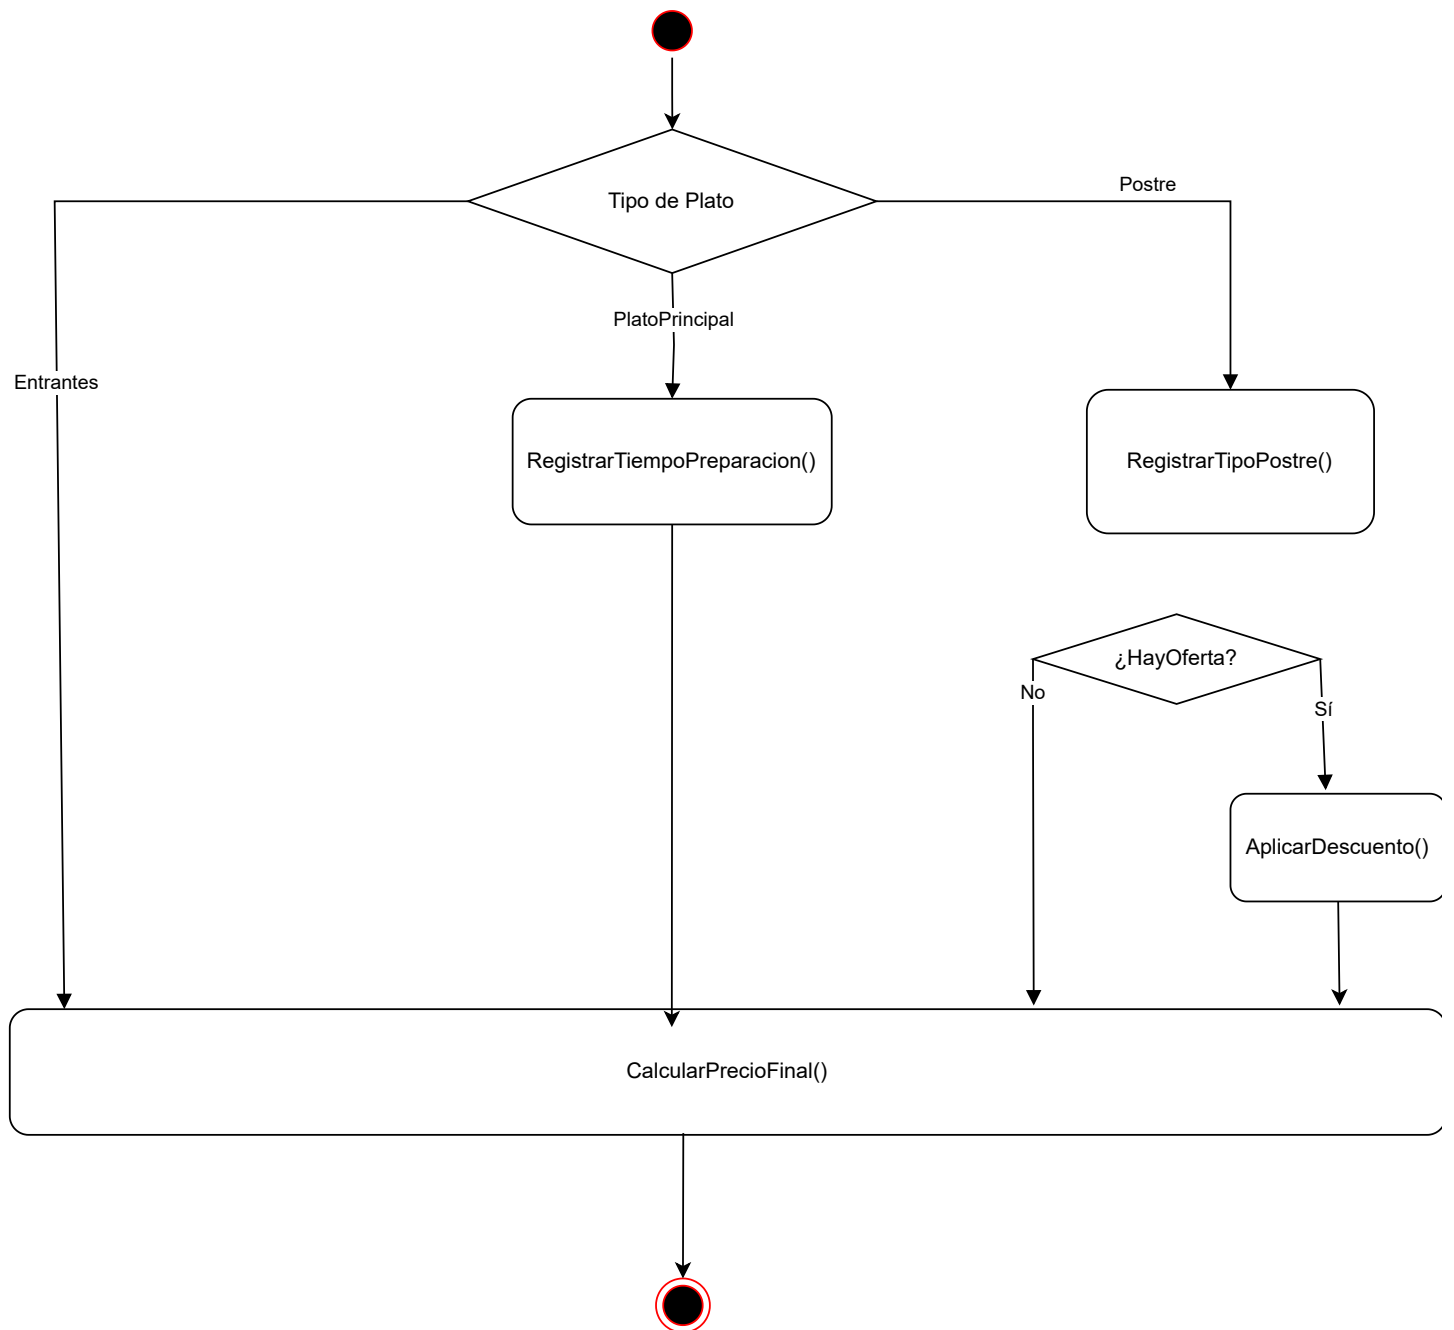 Tipo de Plato
Postre
PlatoPrincipal
Entrantes
RegistrarTiempoPreparacion()
RegistrarTipoPostre()
¿HayOferta?
No
Sí
AplicarDescuento()
CalcularPrecioFinal()